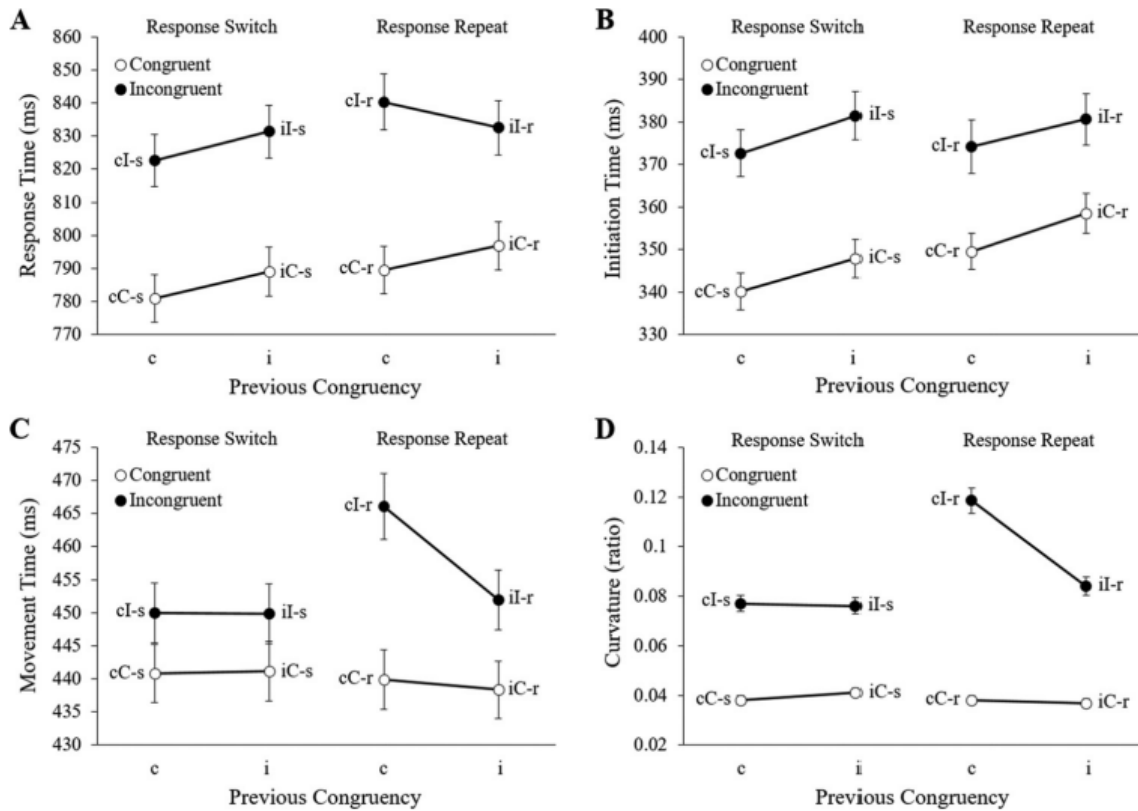 A
Response Switch
Response Repeat
Congruent
Incongruent
860
850
840
830
820
810
800
790
780
770
Response Time (ms)
cI-s
iI-s
cC-s
iC-s
cI-r
iI-r
cC-r
iC-r
c
i
c
i
Previous Congruency
B
Response Switch
Response Repeat
Congruent
Incongruent
400
390
380
370
360
350
340
330
Initiation Time (ms)
cI-s
iI-s
cC-s
iC-s
cI-r
iI-r
cC-r
iC-r
c
i
c
i
Previous Congruency
C
Response Switch
Response Repeat
Congruent
Incongruent
475
470
465
460
455
450
445
440
435
430
Movement Time (ms)
cI-s
iI-s
cC-s
iC-s
cI-r
iI-r
cC-r
iC-r
c
i
c
i
Previous Congruency
D
Response Switch
Response Repeat
Congruent
Incongruent
0.14
0.12
0.1
0.08
0.06
0.04
0.02
Curvature (ratio)
cI-s
iI-s
cC-s
iC-s
cI-r
iI-r
cC-r
iC-r
c
i
c
i
Previous Congruency